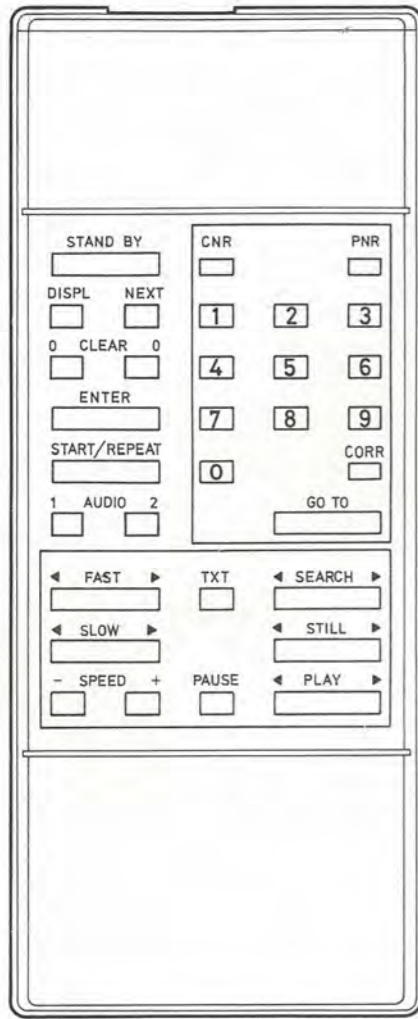 STAND BY
DISPL NEXT
0 CLEAR 0
ENTER
START/REPEAT
1 AUDIO 2
CNR PNR
1 2 3
4 5 6
7 8 9
0 CORR
GO TO
◄ FAST ► TXT ◄ SEARCH ►
◄ SLOW ► ◄ STILL ►
- SPEED + PAUSE ◄ PLAY ►